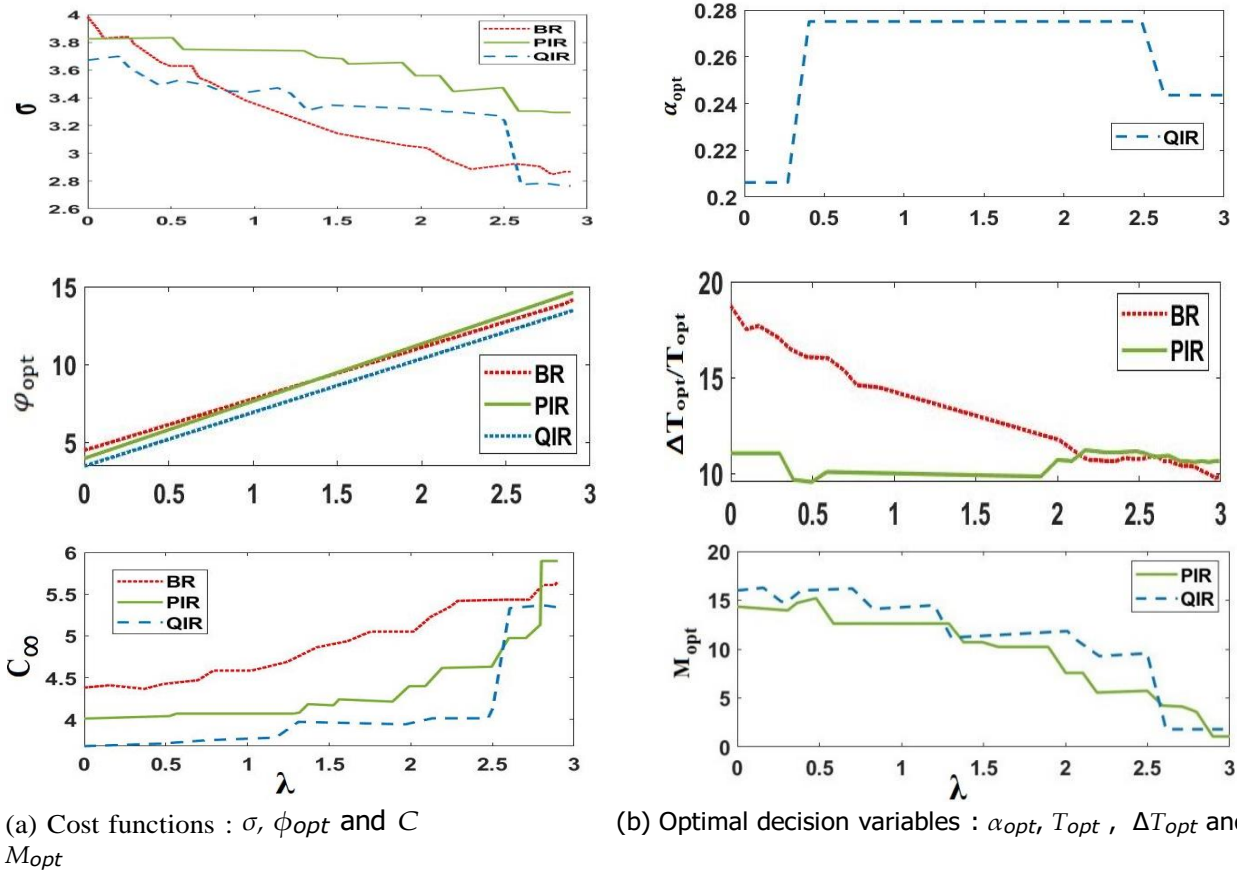 4
3.8
3.6
3.4
3.2
3
2.8
2.6
σ
BR
PIR
QIR
0 0.5 1 1.5 2 2.5 3
0.28
0.26
0.24
0.22
0.2
αopt
QIR
0 0.5 1 1.5 2 2.5 3
15
10
5
φopt
BR
PIR
QIR
0 0.5 1 1.5 2 2.5 3
20
15
10
ΔTopt/Topt
BR
PIR
0 0.5 1 1.5 2 2.5 3
6
5.5
5
4.5
4
C∞
BR
PIR
QIR
0 0.5 1 1.5 2 2.5 3
λ
20
15
10
5
0
Mopt
PIR
QIR
0 0.5 1 1.5 2 2.5 3
λ
(a) Cost functions : σ, ϕopt and C
Mopt
(b) Optimal decision variables : αopt, Topt , ΔTopt and